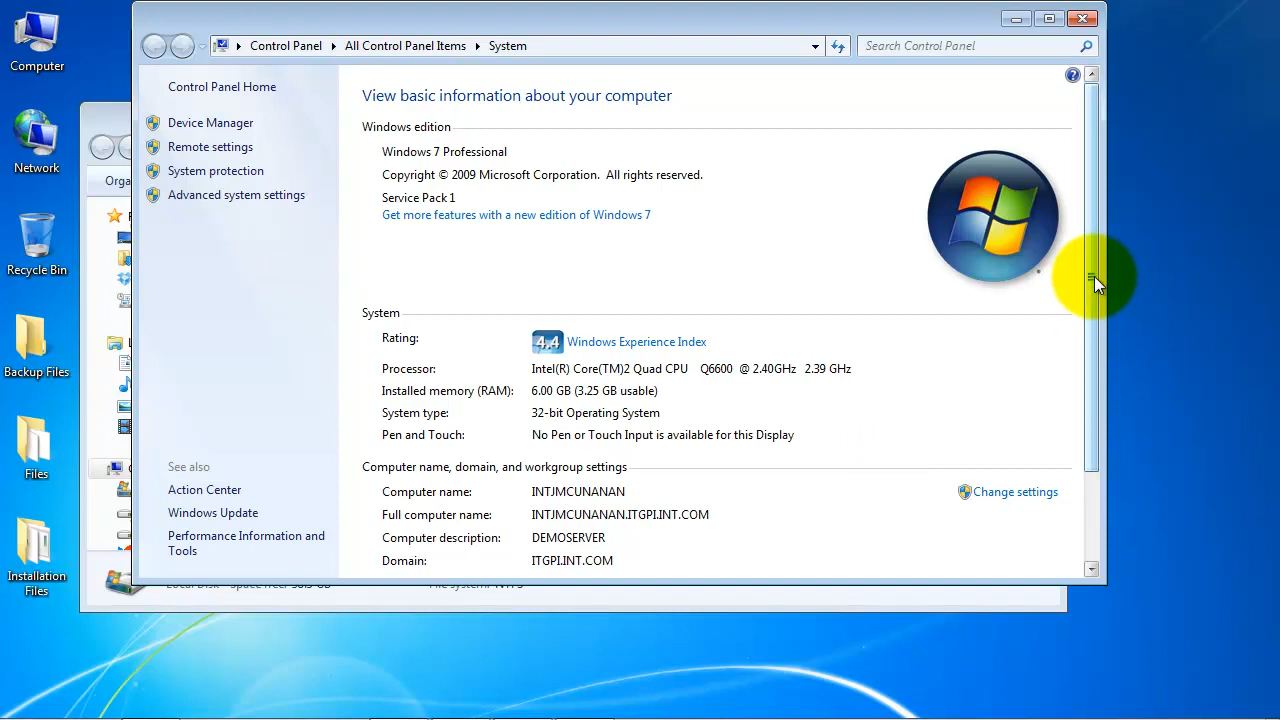 Computer
Network
Recycle Bin
Backup Files
Files
Installation
Files
Orga
Control Panel
All Control Panel Items
System
Search Control Panel
Control Panel Home
Device Manager
Remote settings
System protection
Advanced system settings
See also
Action Center
Windows Update
Performance Information and
Tools
View basic information about your computer
Windows edition
Windows 7 Professional
Copyright © 2009 Microsoft Corporation. All rights reserved.
Service Pack 1
Get more features with a new edition of Windows 7
System
Rating: 4.4 Windows Experience Index
Processor: Intel(R) Core(TM)2 Quad CPU Q6600 @ 2.40GHz 2.39 GHz
Installed memory (RAM): 6.00 GB (3.25 GB usable)
System type: 32-bit Operating System
Pen and Touch: No Pen or Touch Input is available for this Display
Computer name, domain, and workgroup settings
Computer name: INTJMCUNANAN
Change settings
Full computer name: INTJMCUNANAN.ITGPI.INT.COM
Computer description: DEMOSERVER
Domain: ITGPI.INT.COM